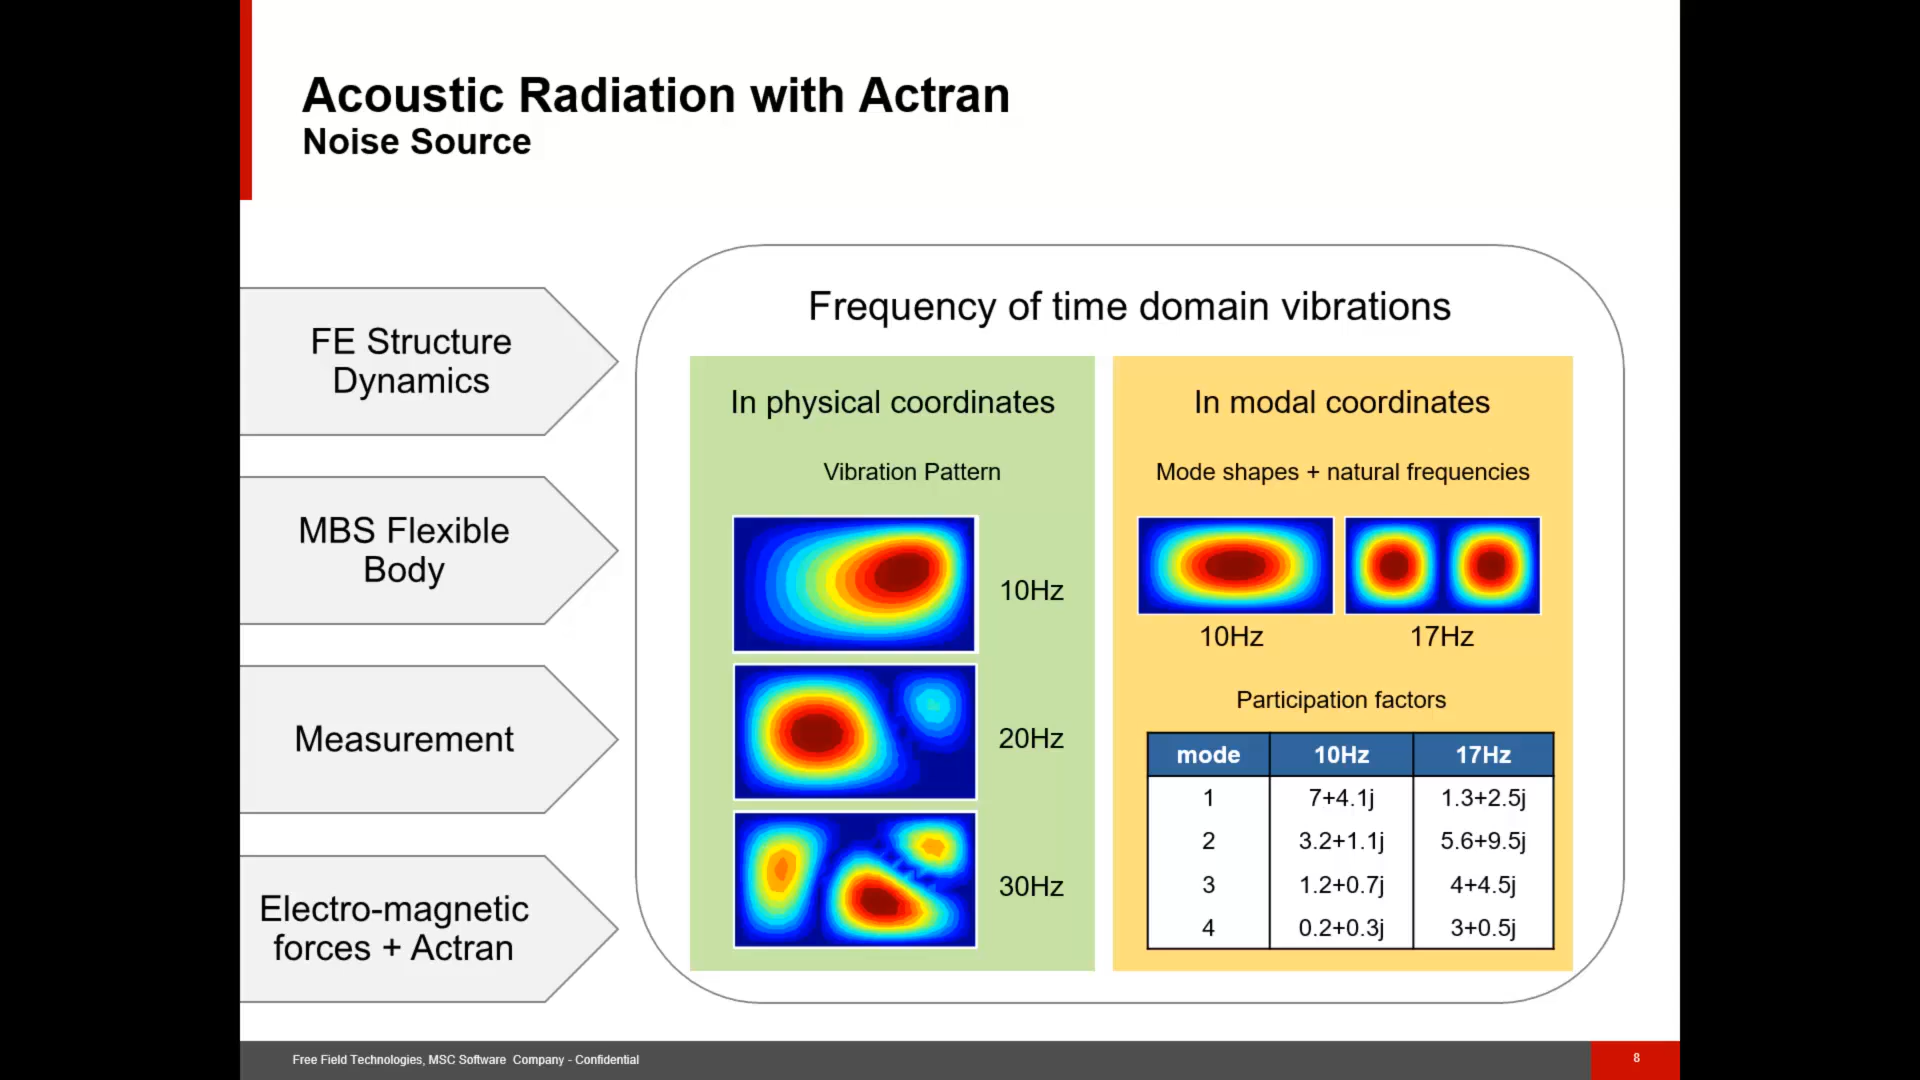 Acoustic Radiation with Actran
Noise Source
FE Structure
Dynamics
MBS Flexible
Body
Measurement
Electro-magnetic
forces + Actran
Frequency of time domain vibrations
In physical coordinates
Vibration Pattern
10Hz
20Hz
30Hz
In modal coordinates
Mode shapes + natural frequencies
10Hz 17Hz
Participation factors
mode 10Hz 17Hz
1 7+4.1j 1.3+2.5j
2 3.2+1.1j 5.6+9.5j
3 1.2+0.7j 4+4.5j
4 0.2+0.3j 3+0.5j
Free Field Technologies, MSC Software Company - Confidential
8